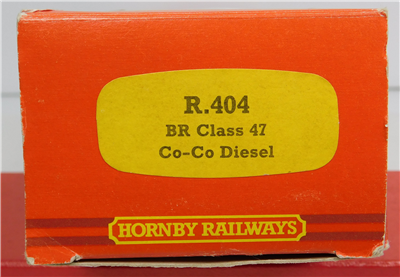 R.404
BR Class 47
Co-Co Diesel
HORNBY RAILWAYS